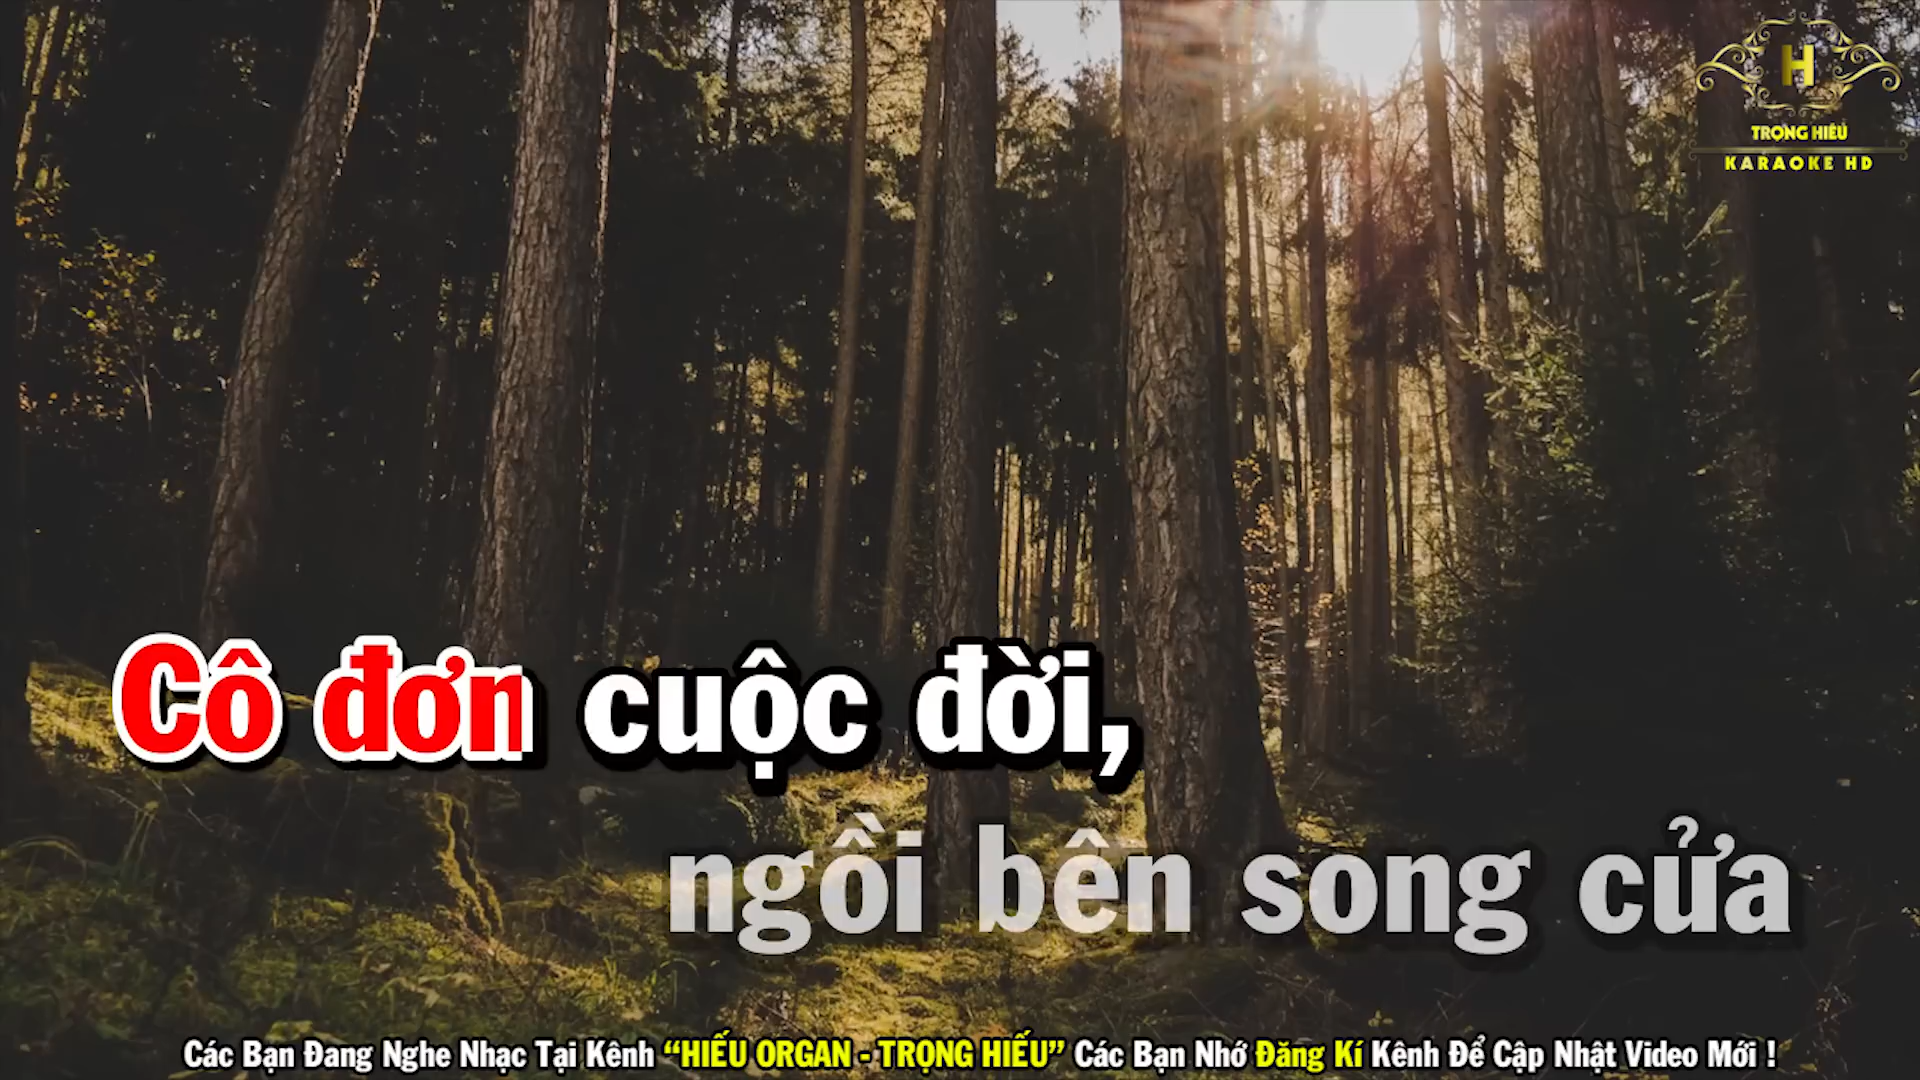 H
TRỌNG HIẾU
KARAOKE HD
Cô đơn cuộc đời,
ngồi bên song cửa
Các Bạn Đang Nghe Nhạc Tại Kênh “HIẾU ORGAN - TRỌNG HIẾU” Các Bạn Nhớ Đăng Kí Kênh Để Cập Nhật Video Mới !